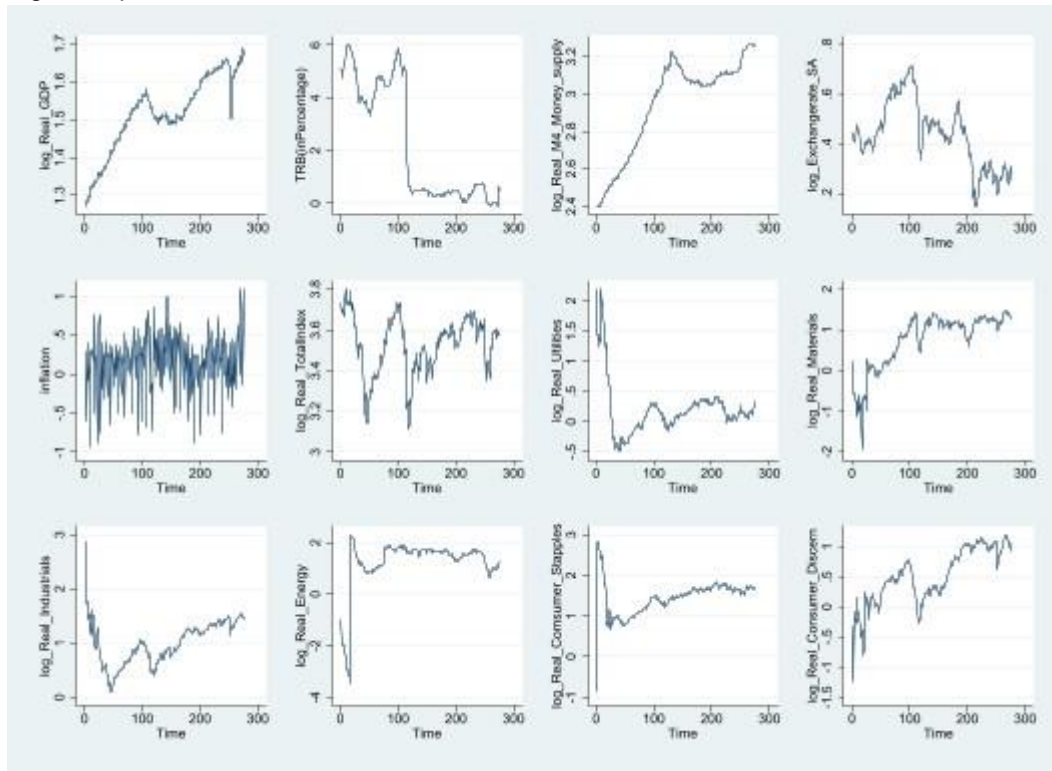 log_Real_GDP
1.3 1.4 1.5 1.6 1.7
0 100 200 300
Time
TRB(inPercentage)
0 2 4 6
0 100 200 300
Time
log_Real_M4_Money_supply
2.4 2.6 2.8 3 3.2
0 100 200 300
Time
log_Exchangerate_SA
.2 .4 .6 .8
0 100 200 300
Time
inflation
-1 -.5 0 .5 1
0 100 200 300
Time
log_Real_TotalIndex
3 3.2 3.4 3.6 3.8
0 100 200 300
Time
log_Real_Utilities
-.5 0 .5 1 1.5 2
0 100 200 300
Time
log_Real_Materials
-2 -1 0 1 2
0 100 200 300
Time
log_Real_Industrials
0 1 2 3
0 100 200 300
Time
log_Real_Energy
-4 -2 0 2
0 100 200 300
Time
log_Real_Comsumer_Stapples
-1 0 1 2 3
0 100 200 300
Time
log_Real_Consumer_Discern
-1.5 -1 -.5 0 .5 1
0 100 200 300
Time